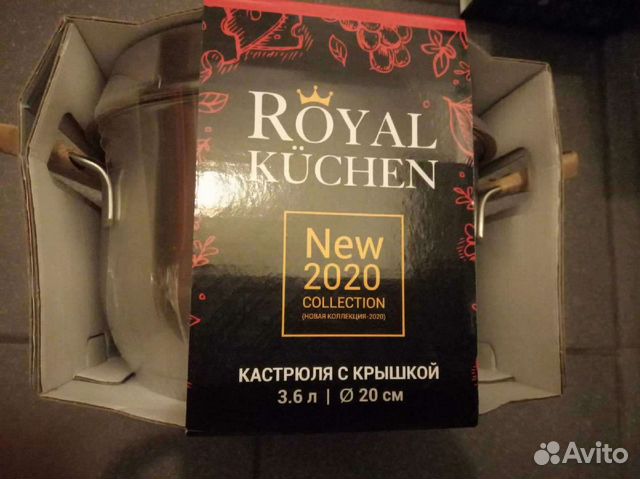 ROYAL
KÜCHEN
New
2020
COLLECTION
(НОВАЯ КОЛЛЕКЦИЯ-2020)
КАСТРЮЛЯ С КРЫШКОЙ
3.6 л | Ø 20 см
Avito